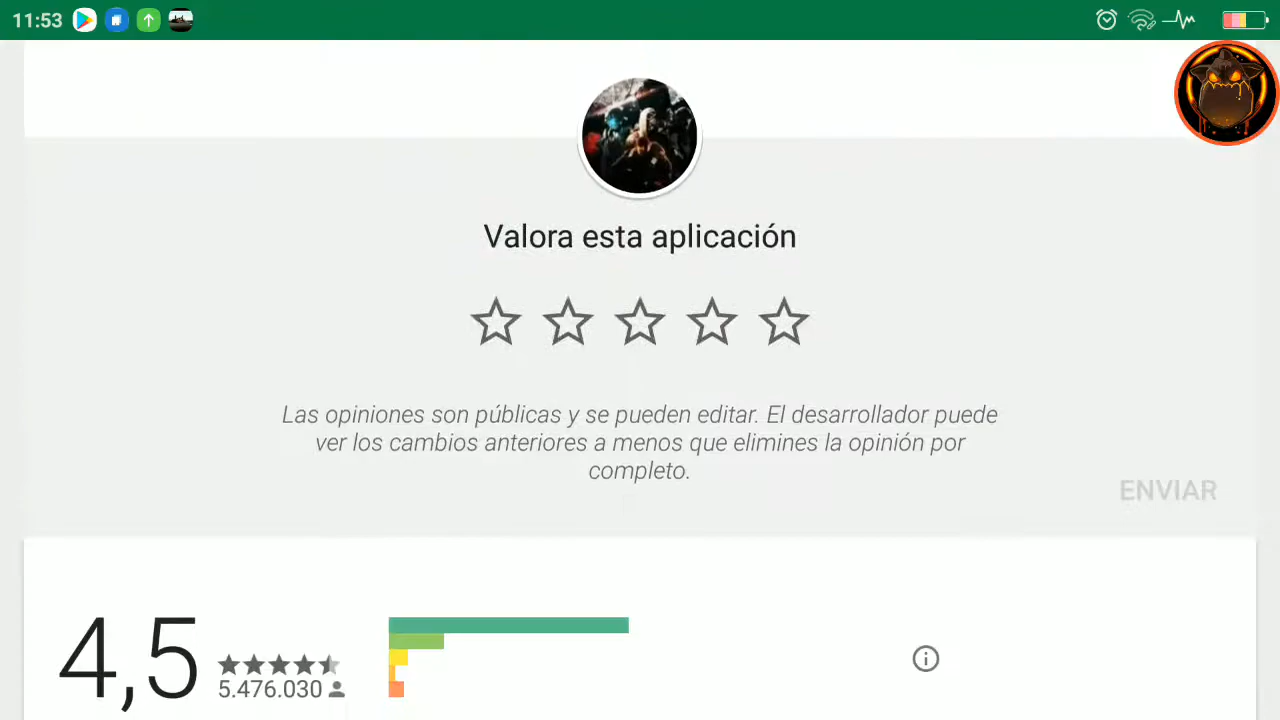 11:53
Valora esta aplicación
Las opiniones son públicas y se pueden editar. El desarrollador puede
ver los cambios anteriores a menos que elimines la opinión por
completo.
ENVIAR
4,5
5.476.030